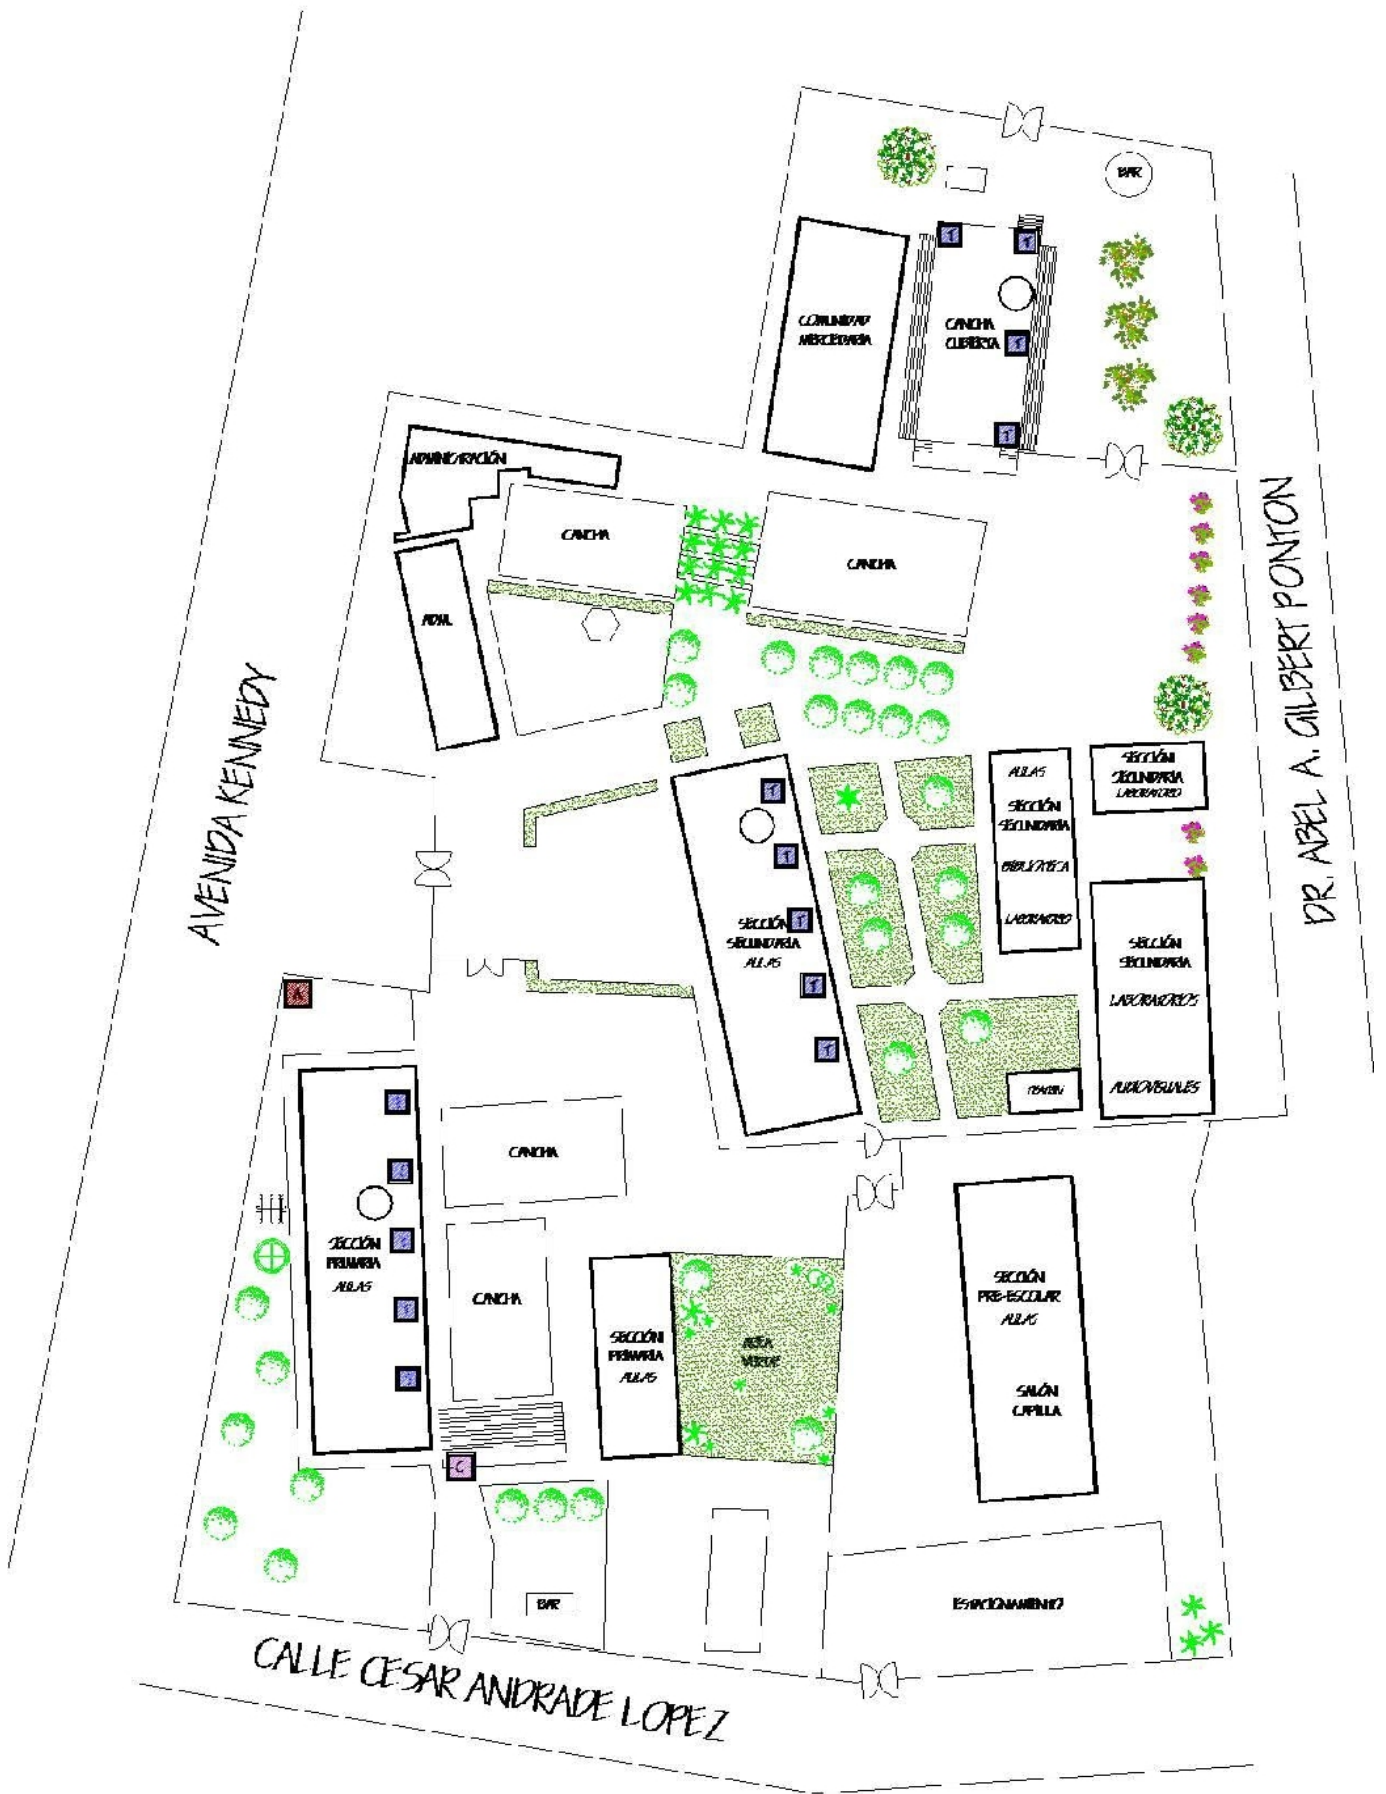 BAR
COMUNIDAD
MERCEDARIA
T
T
CANCHA
CUBIERTA
T
T
ADMINISTRACIÓN
CANCHA
CANCHA
ADM.
AVENIDA KENNEDY
DR. ABEL A. GILBERT PONTON
T
T
T
T
T
SECCIÓN
SECUNDARIA
AULAS
AULAS
SECCIÓN
SECUNDARIA
BIBLIOTECA
LABORATORIO
SECCIÓN
SECUNDARIA
LABORATORIO
SECCIÓN
SECUNDARIA
LABORATORIOS
AUDIOVISUALES
A
CANCHA
SECCIÓN
PRIMARIA
AULAS
T
CANCHA
SECCIÓN
PRIMARIA
AULAS
AREA
VERDE
SECCIÓN
PRE-ESCOLAR
AULAS
SALÓN
CAPILLA
C
BAR
ESTACIONAMIENTO
CALLE CESAR ANDRADE LOPEZ